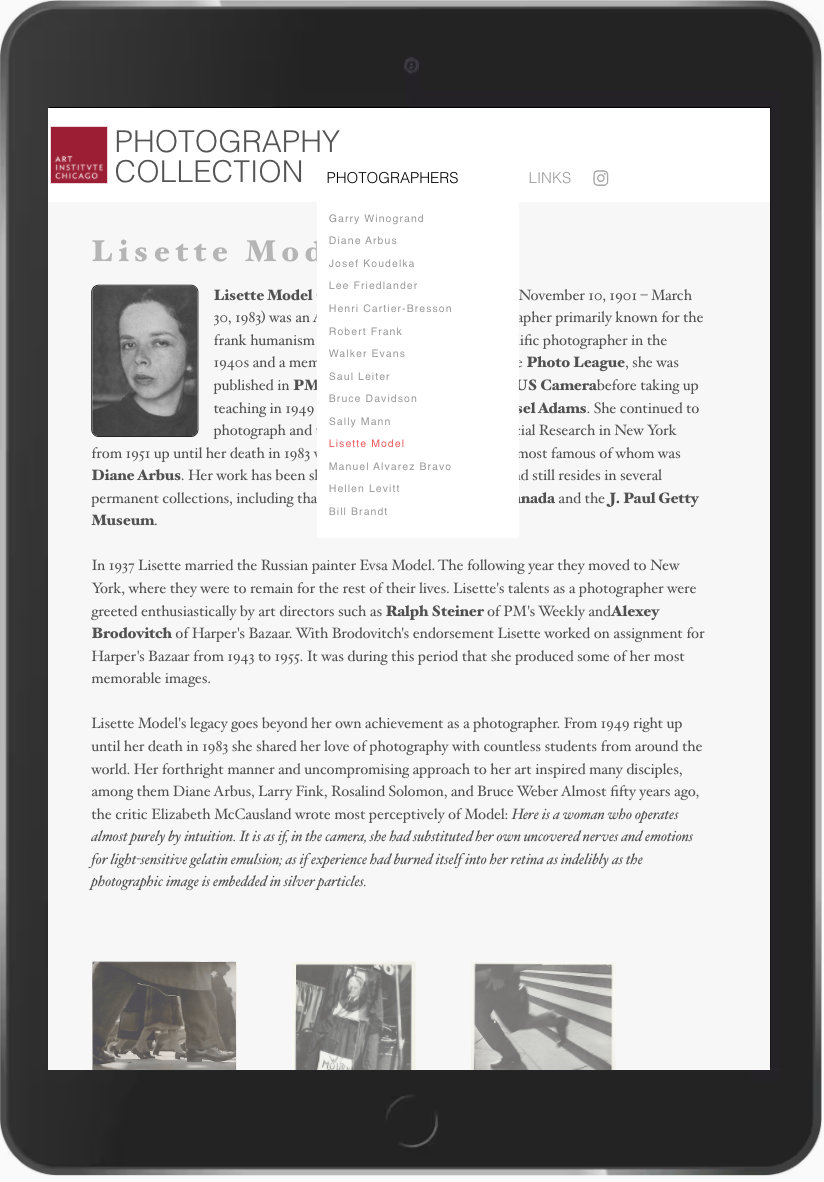 ART
INSTITVTE
CHICAGO
PHOTOGRAPHY
COLLECTION
PHOTOGRAPHERS
LINKS
Garry Winogrand
Diane Arbus
Josef Koudelka
Lee Friedlander
Henri Cartier-Bresson
Robert Frank
Walker Evans
Saul Leiter
Bruce Davidson
Sally Mann
Lisette Model
Manuel Alvarez Bravo
Hellen Levitt
Bill Brandt
Lisette Mod
Lisette Model November 10, 1901 – March
30, 1983) was an apher primarily known for the
frank humanism ific photographer in the
1940s and a mem e Photo League, she was
published in PM US Camerabefore taking up
teaching in 1949 sel Adams. She continued to
photograph and ial Research in New York
from 1951 up until her death in 1983 most famous of whom was
Diane Arbus. Her work has been sh nd still resides in several
permanent collections, including tha nada and the J. Paul Getty
Museum.
In 1937 Lisette married the Russian painter Evsa Model. The following year they moved to New
York, where they were to remain for the rest of their lives. Lisette's talents as a photographer were
greeted enthusiastically by art directors such as Ralph Steiner of PM's Weekly andAlexey
Brodovitch of Harper's Bazaar. With Brodovitch's endorsement Lisette worked on assignment for
Harper's Bazaar from 1943 to 1955. It was during this period that she produced some of her most
memorable images.
Lisette Model's legacy goes beyond her own achievement as a photographer. From 1949 right up
until her death in 1983 she shared her love of photography with countless students from around the
world. Her forthright manner and uncompromising approach to her art inspired many disciples,
among them Diane Arbus, Larry Fink, Rosalind Solomon, and Bruce Weber Almost fifty years ago,
the critic Elizabeth McCausland wrote most perceptively of Model: Here is a woman who operates
almost purely by intuition. It is as if, in the camera, she had substituted her own uncovered nerves and emotions
for light-sensitive gelatin emulsion; as if experience had burned itself into her retina as indelibly as the
photographic image is embedded in silver particles.